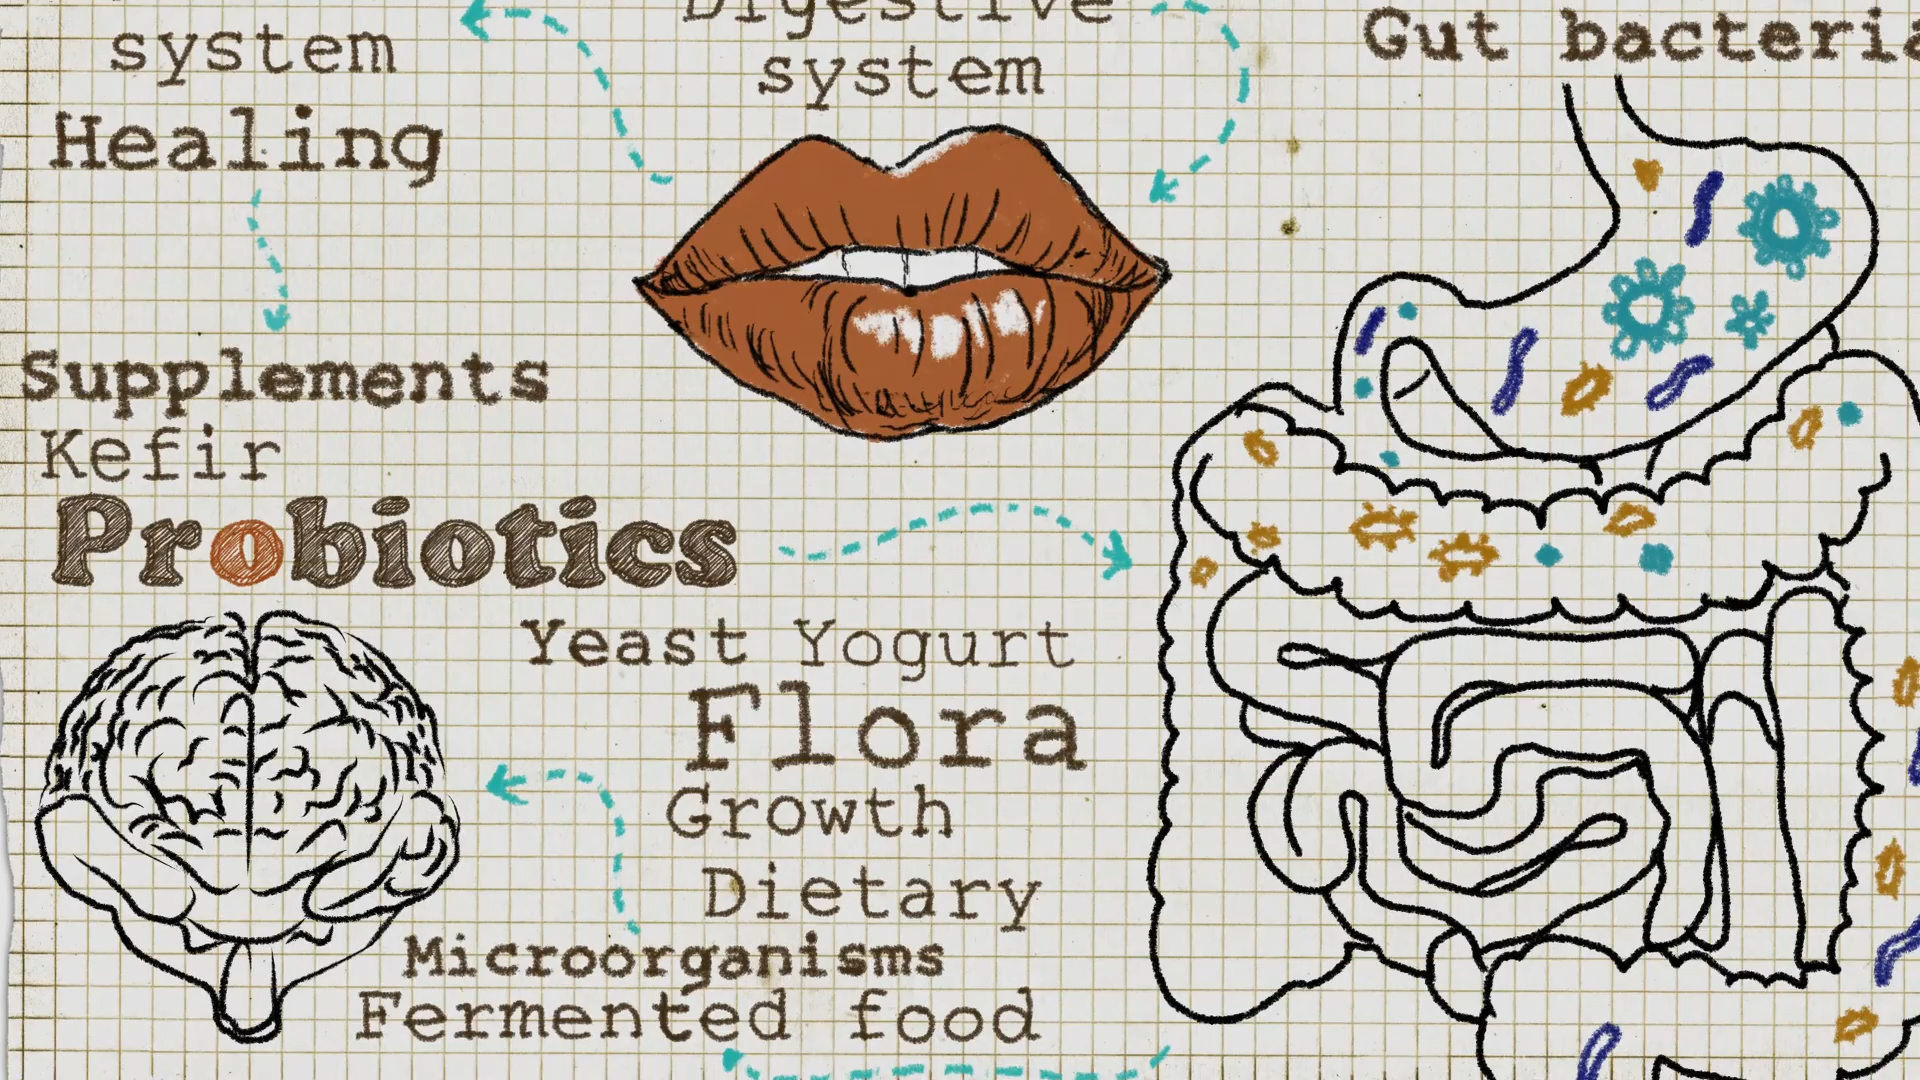 system
Healing
Digestive
system
Gut bacteria
Supplements
Kefir
Probiotics
Yeast Yogurt
Flora
Growth
Dietary
Microorganisms
Fermented food